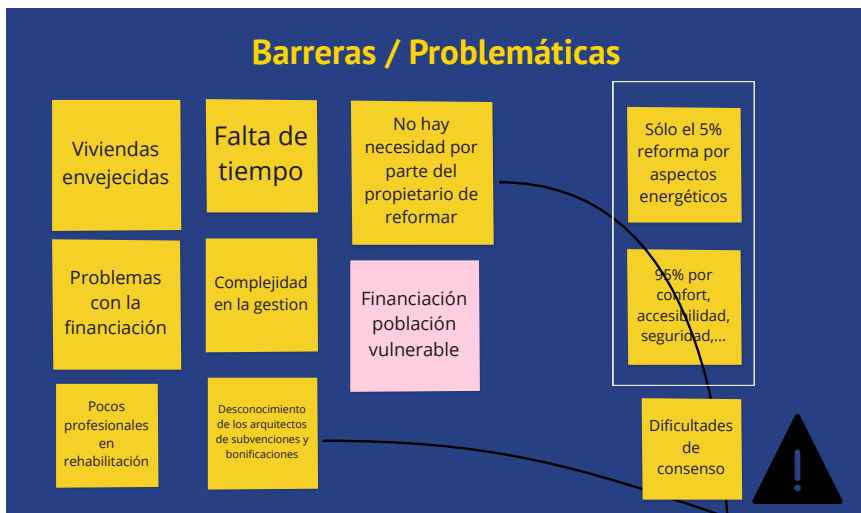 Barreras / Problemáticas
Viviendas
envejecidas
Falta de
tiempo
No hay
necesidad por
parte del
propietario de
reformar
Sólo el 5%
reforma por
aspectos
energéticos
Problemas
con la
financiación
Complejidad
en la gestion
Financiación
población
vulnerable
95% por
confort,
accesibilidad,
seguridad,...
Pocos
profesionales
en
rehabilitación
Desconocimiento
de los arquitectos
de subvenciones y
bonificaciones
Dificultades
de
consenso
!